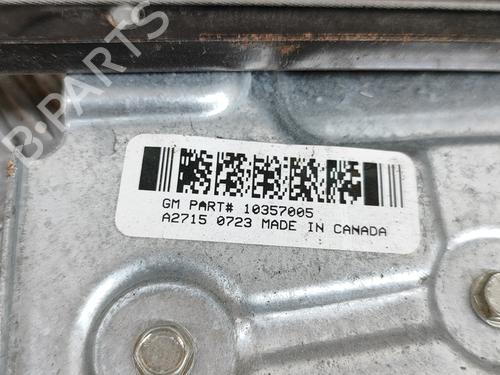 B-PARTS
GM PART# 10357005
A2715 0723 MADE IN CANADA